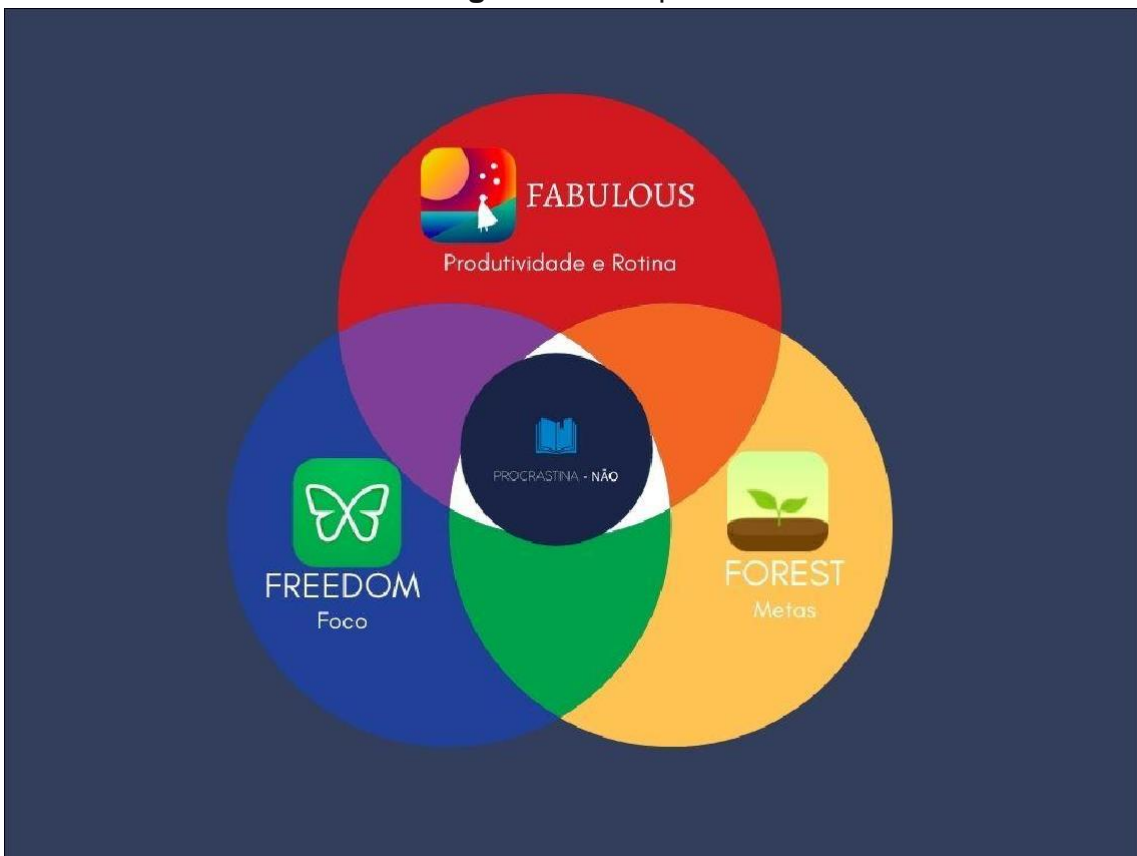 FABULOUS
Produtividade e Rotina
PROCRASTINA - NÃO
FREEDOM
Foco
FOREST
Metas